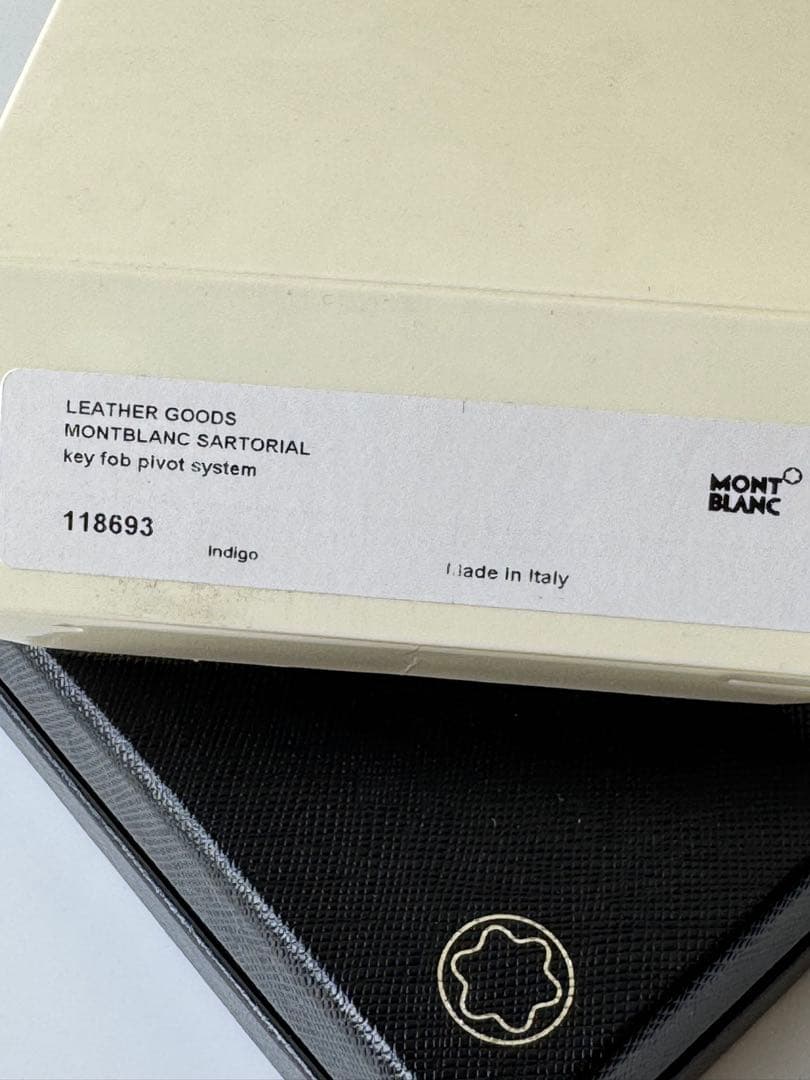 LEATHER GOODS
MONTBLANC SARTORIAL
key fob pivot system
118693
Indigo
Made in Italy
MONT
BLANC